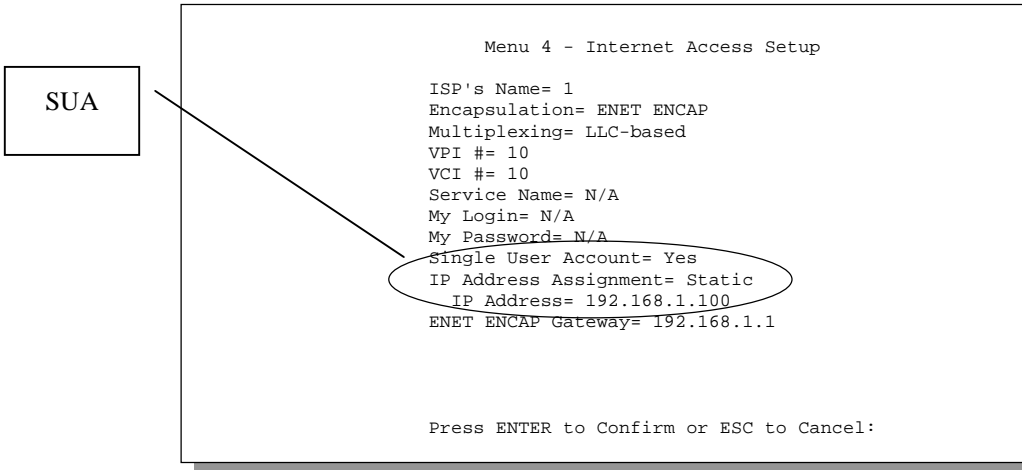 SUA
Menu 4 - Internet Access Setup
ISP's Name= 1
Encapsulation= ENET ENCAP
Multiplexing= LLC-based
VPI #= 10
VCI #= 10
Service Name= N/A
My Login= N/A
My Password= N/A
Single User Account= Yes
IP Address Assignment= Static
IP Address= 192.168.1.100
ENET ENCAP Gateway= 192.168.1.1
Press ENTER to Confirm or ESC to Cancel: